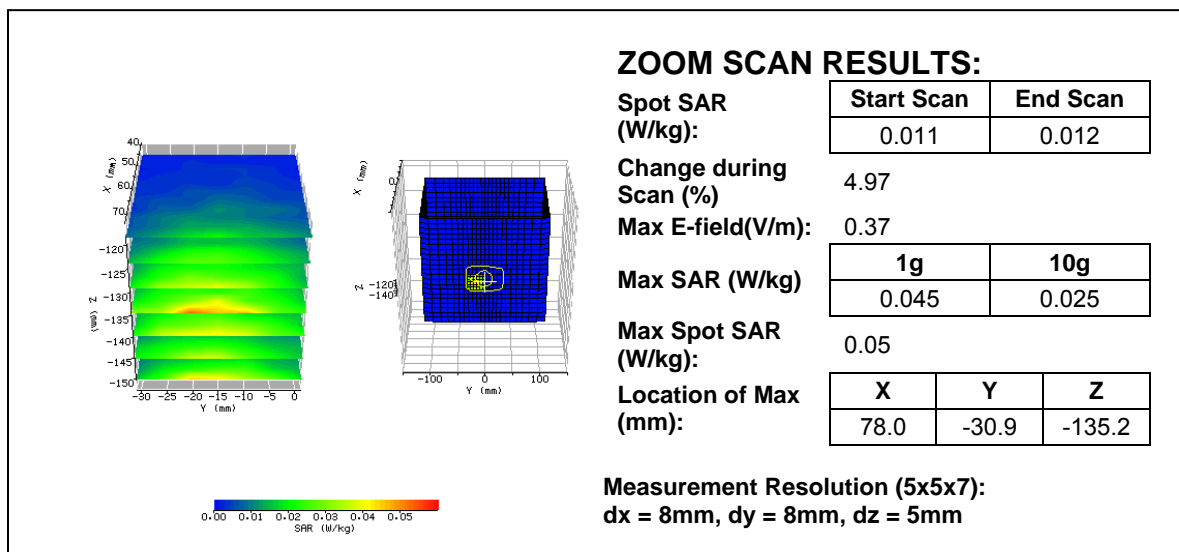 ZOOM SCAN RESULTS:
Spot SAR
(W/kg):
Start Scan End Scan
0.011 0.012
Change during
Scan (%)
4.97
Max E-field(V/m): 0.37
Max SAR (W/kg)
1g 10g
0.045 0.025
Max Spot SAR
(W/kg):
0.05
Location of Max
(mm):
X Y Z
78.0 -30.9 -135.2
Measurement Resolution (5x5x7):
dx = 8mm, dy = 8mm, dz = 5mm
40
50
60
70
X (mm)
-120
-125
-130
-135
-140
-145
-150
Z (mm)
-30 -25 -20 -15 -10 -5 0
Y (mm)
X (mm)
0
Z
-120
-140
-100 0 100
Y (mm)
0.00 0.01 0.02 0.03 0.04 0.05
SAR (W/kg)